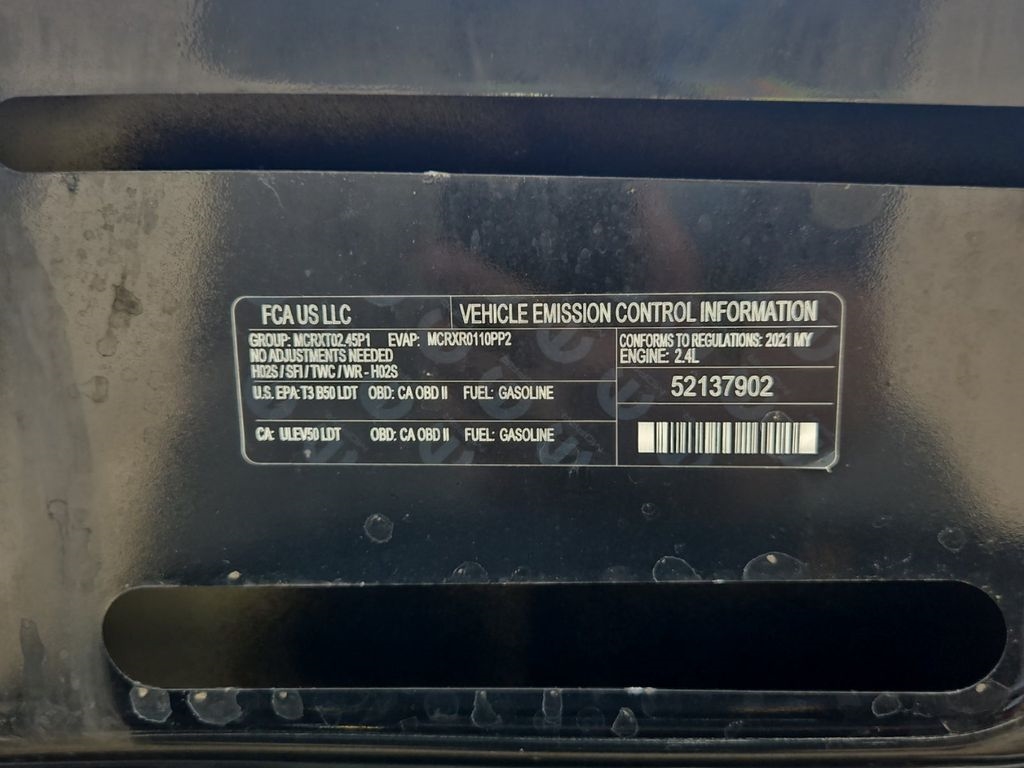 FCA US LLC
VEHICLE EMISSION CONTROL INFORMATION
GROUP: MCRXT02.45P1 EVAP: MCRXR0110PP2
NO ADJUSTMENTS NEEDED
H02S / SFI / TWC / WR - H02S
CONFORMS TO REGULATIONS: 2021 MY
ENGINE: 2.4L
U.S. EPA: T3 B50 LDT OBD: CA OBD II FUEL: GASOLINE
52137902
CA: ULEV50 LDT OBD: CA OBD II FUEL: GASOLINE